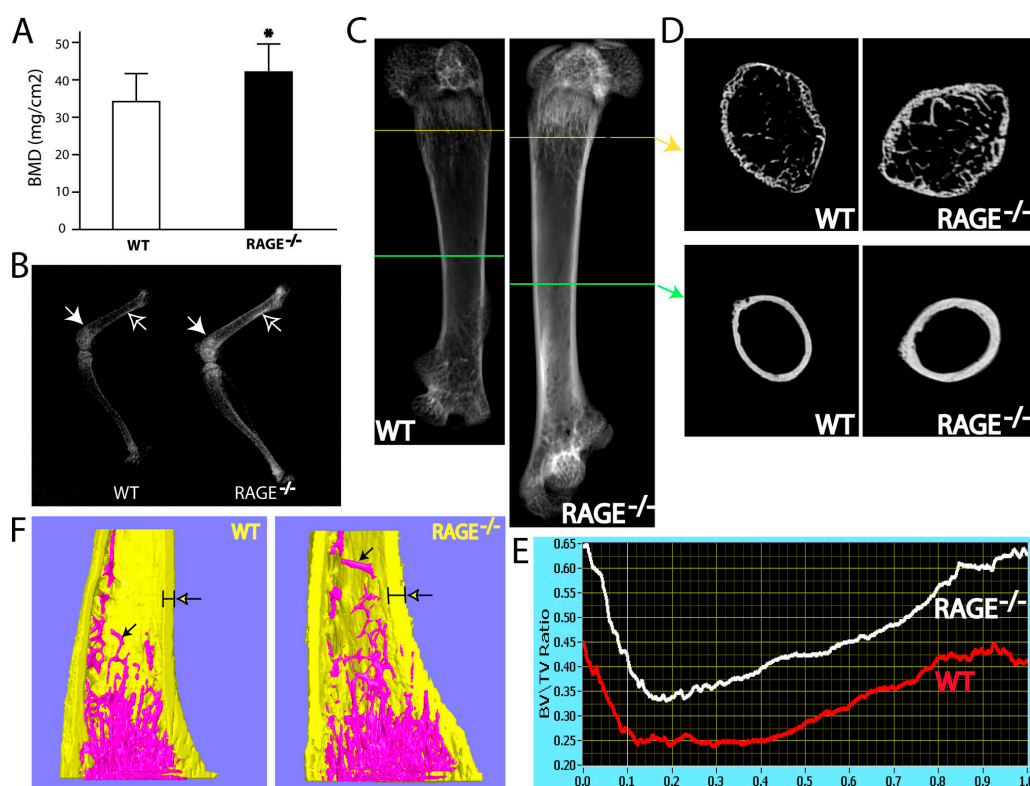 A
BMD (mg/cm2)
50
40
30
20
10
0
*
WT
RAGE-/-
B
WT
RAGE-/-
C
WT
RAGE-/-
D
WT
RAGE-/-
WT
RAGE-/-
F
WT
RAGE-/-
E
BV\TV Ratio
0.65
0.60
0.55
0.50
0.45
0.40
0.35
0.30
0.25
0.20
0.0 0.1 0.2 0.3 0.4 0.5 0.6 0.7 0.8 0.9 1.0
RAGE-/-
WT